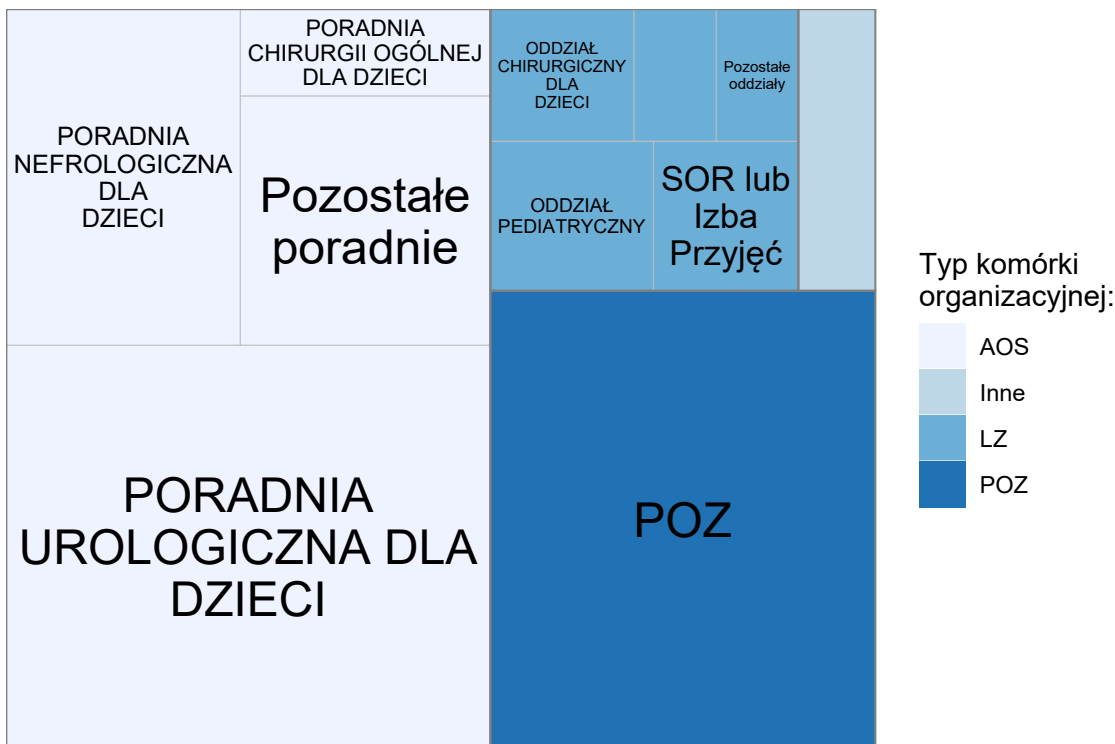 PORADNIA
NEFROLOGICZNA
DLA
DZIECI
PORADNIA
CHIRURGII OGÓLNEJ
DLA DZIECI
Pozostałe
poradnie
PORADNIA
UROLOGICZNA DLA
DZIECI
ODDZIAŁ
CHIRURGICZNY
DLA
DZIECI
Pozostałe
oddziały
ODDZIAŁ
PEDIATRYCZNY
SOR lub
Izba
Przyjęć
POZ
Typ komórki
organizacyjnej:
AOS
Inne
LZ
POZ